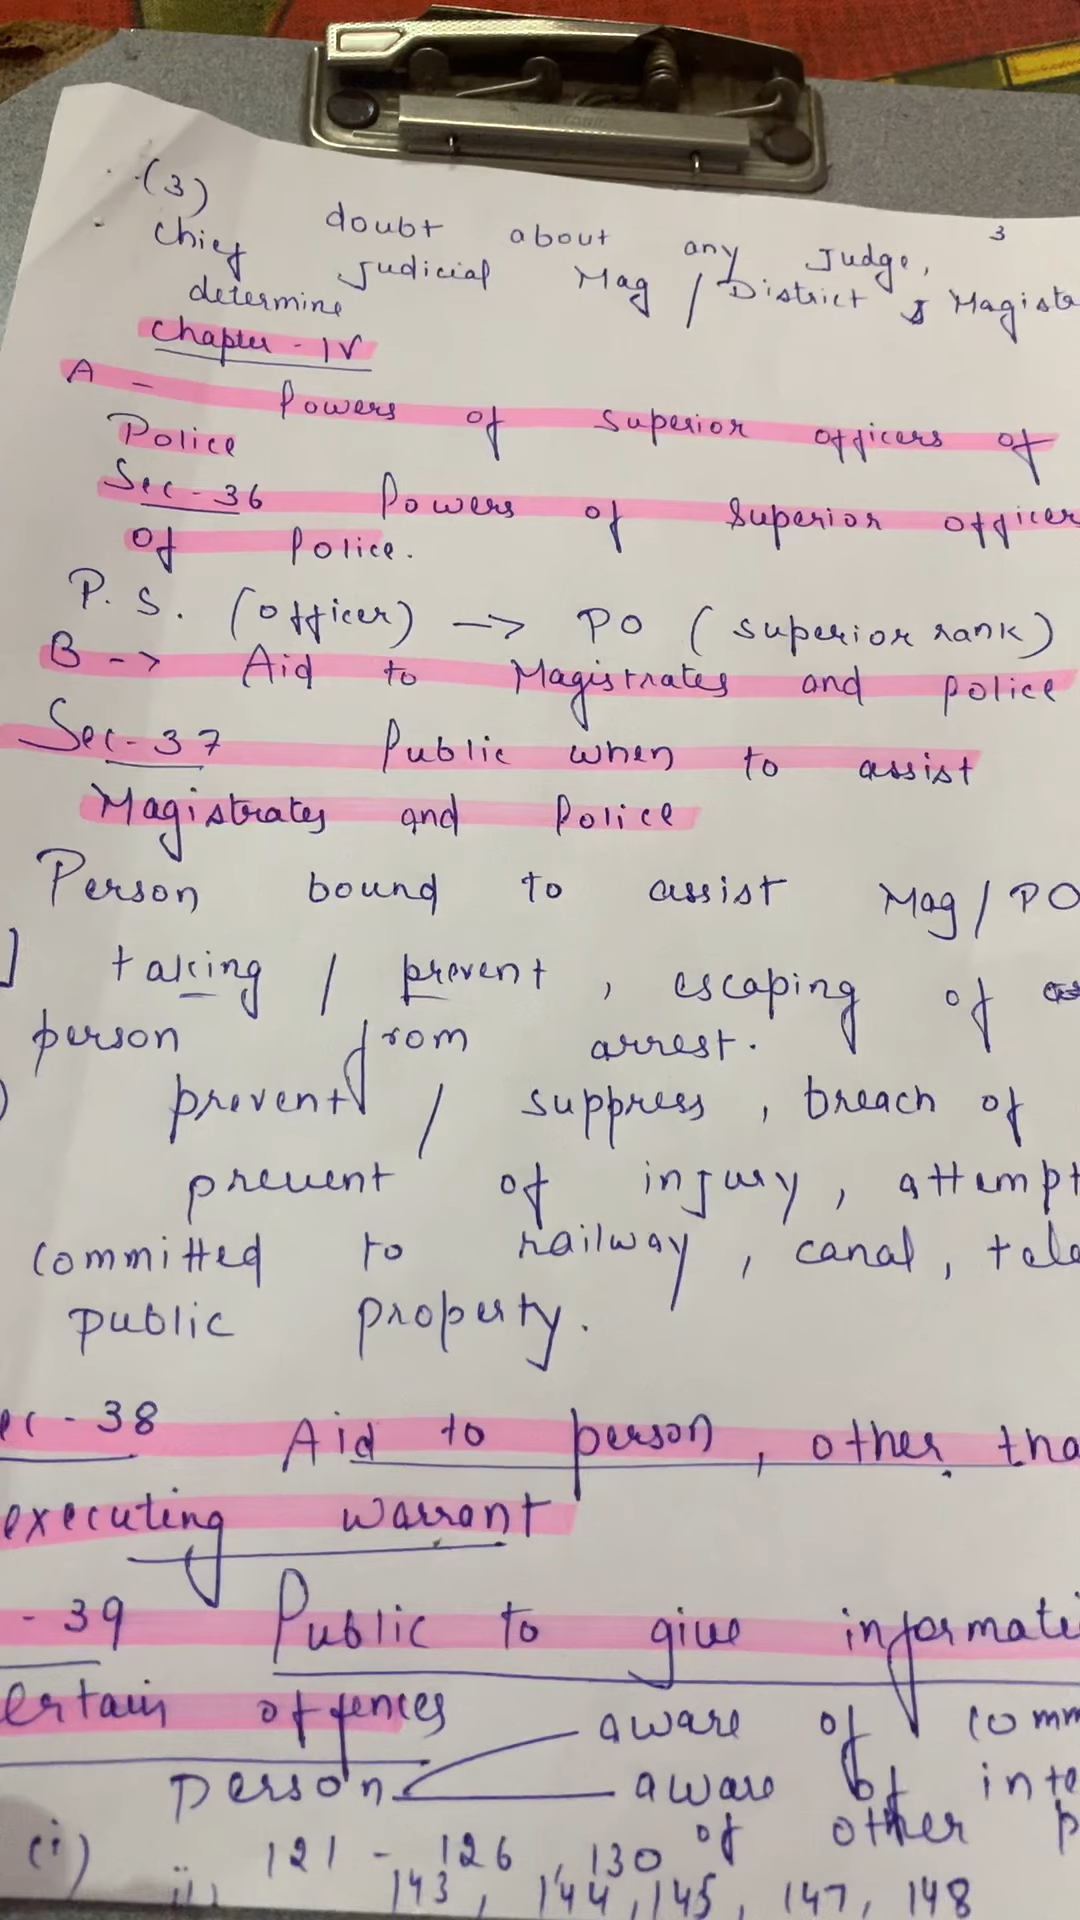 (3) doubt about any Judge, 3
Chief Judicial Mag / District Magist
determine
Chapter - IV
A - Powers of Superior officers of
Police
Sec - 36 Powers of Superior officer
of Police.
P. S. (officer) -> PO (superior rank)
B -> Aid to Magistrates and police
Sec - 37 Public when to assist
Magistrates and Police
Person bound to assist Mag / PO
] taking / prevent, escaping of
person from arrest.
) prevent / suppress, breach of
prevent of injury, attempt
committed to railway, canal, tele
public property.
ec - 38 Aid to person, other tha
executing warrant
- 39 Public to give informati
ertain offences
aware of comm
person
aware of inte
of other p
(i) 121 - 126, 130
ii) 143, 144, 145, 147, 148